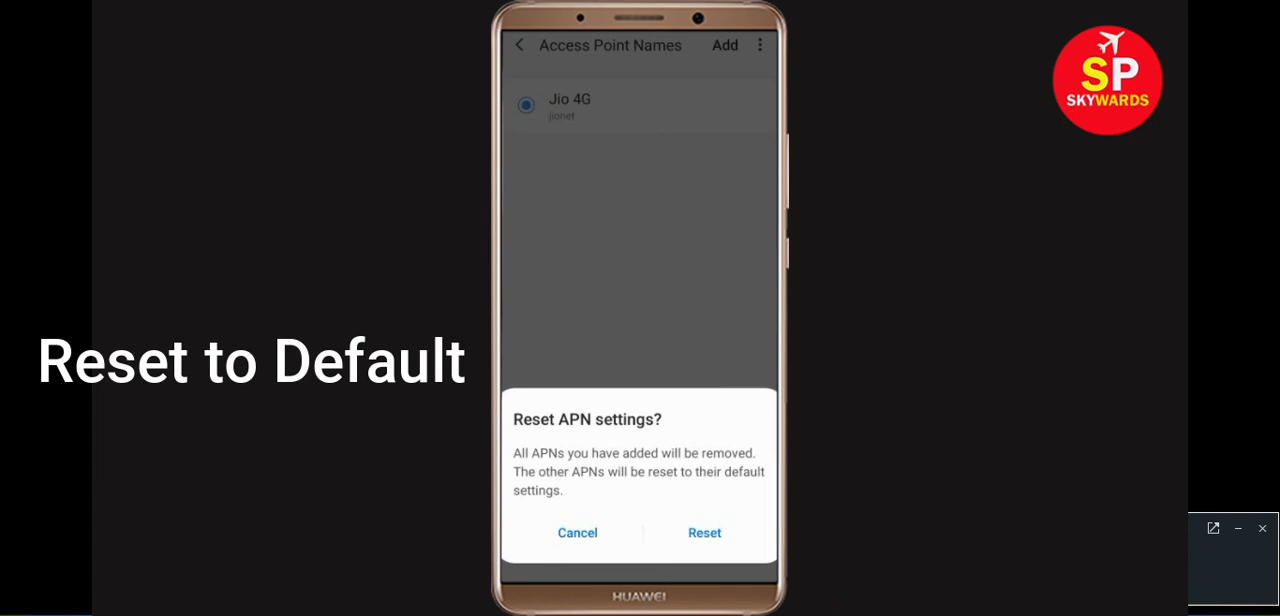 Access Point Names Add
Jio 4G
jionet
SP
SKYWARDS
Reset to Default
Reset APN settings?
All APNs you have added will be removed.
The other APNs will be reset to their default
settings.
Cancel Reset
HUAWEI